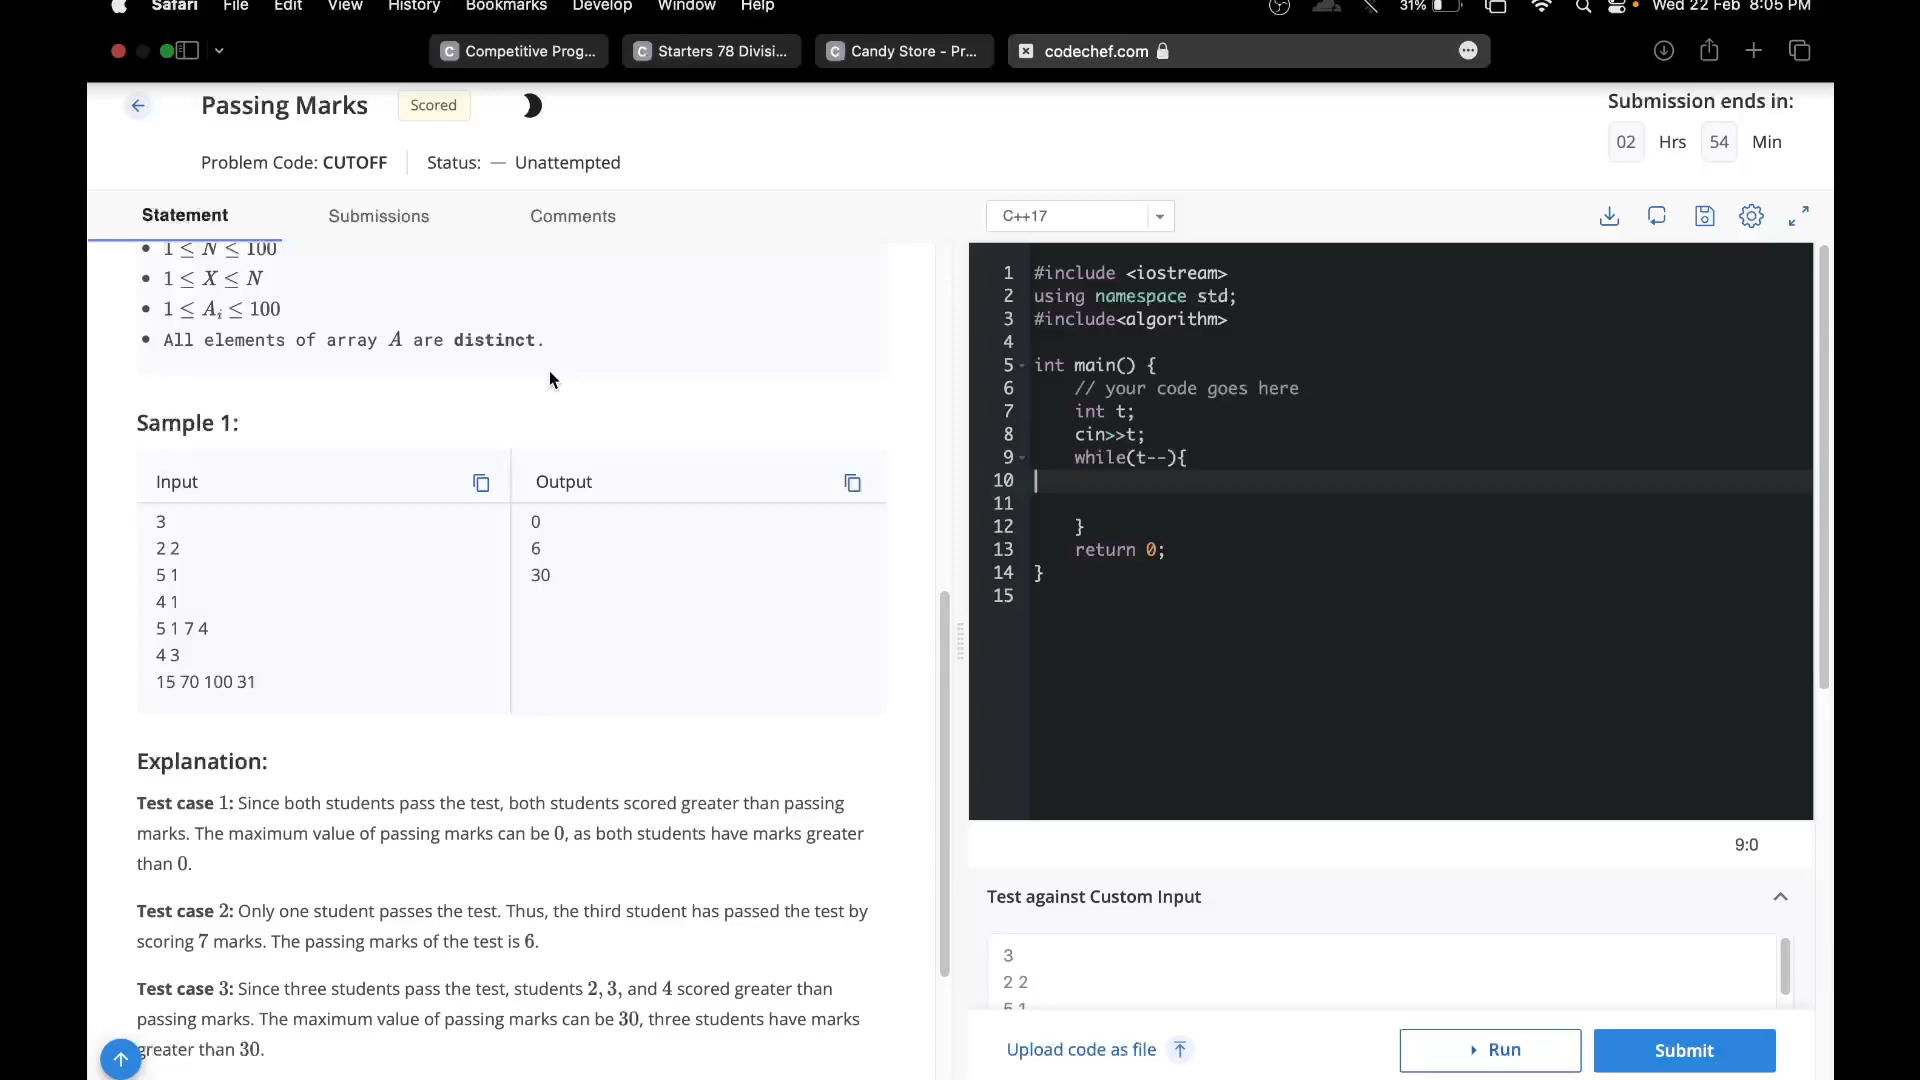 Safari File Edit View History Bookmarks Develop Window Help 31% Wed 22 Feb 8:05 PM
C Competitive Prog... C Starters 78 Divisi... C Candy Store - Pr... codechef.com
Passing Marks Scored
Submission ends in:
02 Hrs 54 Min
Problem Code: CUTOFF Status: — Unattempted
Statement Submissions Comments
• 1 ≤ N ≤ 100
• 1 ≤ X ≤ N
• 1 ≤ Aᵢ ≤ 100
• All elements of array A are distinct.
Sample 1:
Input Output
3 0
2 2 6
5 1 30
4 1
5 1 7 4
4 3
15 70 100 31
Explanation:
Test case 1: Since both students pass the test, both students scored greater than passing
marks. The maximum value of passing marks can be 0, as both students have marks greater
than 0.
Test case 2: Only one student passes the test. Thus, the third student has passed the test by
scoring 7 marks. The passing marks of the test is 6.
Test case 3: Since three students pass the test, students 2, 3, and 4 scored greater than
passing marks. The maximum value of passing marks can be 30, three students have marks
greater than 30.
C++17
1 #include <iostream>
2 using namespace std;
3 #include<algorithm>
4
5 int main() {
6 // your code goes here
7 int t;
8 cin>>t;
9 while(t--){
10
11
12 }
13 return 0;
14 }
15
9:0
Test against Custom Input
3
2 2
5 1
Upload code as file Run Submit